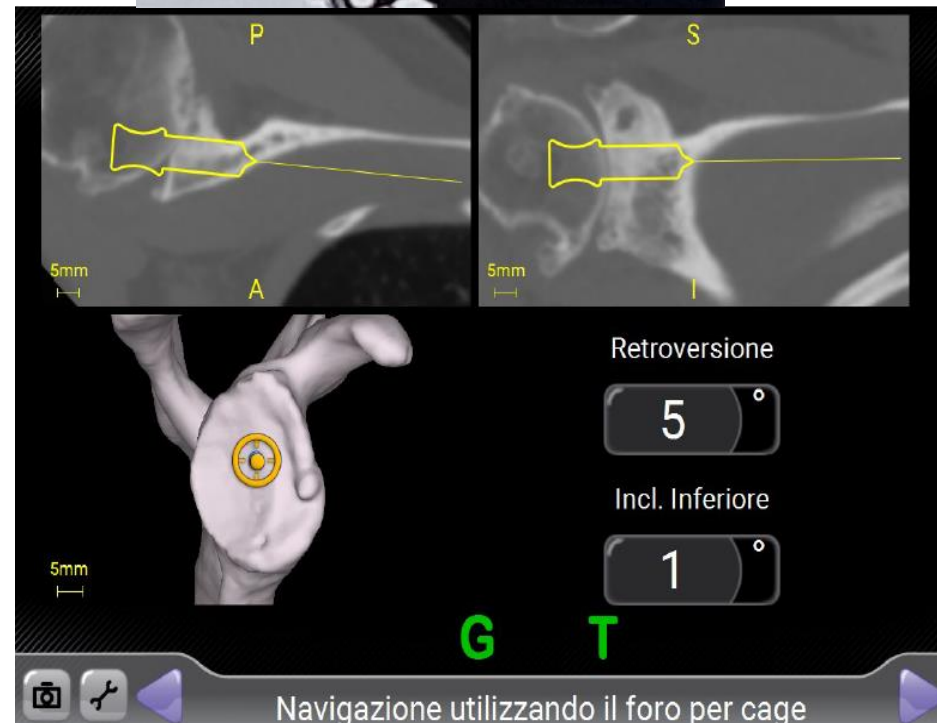 P
S
5mm
A
5mm
I
Retroversione
5 °
Incl. Inferiore
1 °
5mm
G T
Navigazione utilizzando il foro per cage